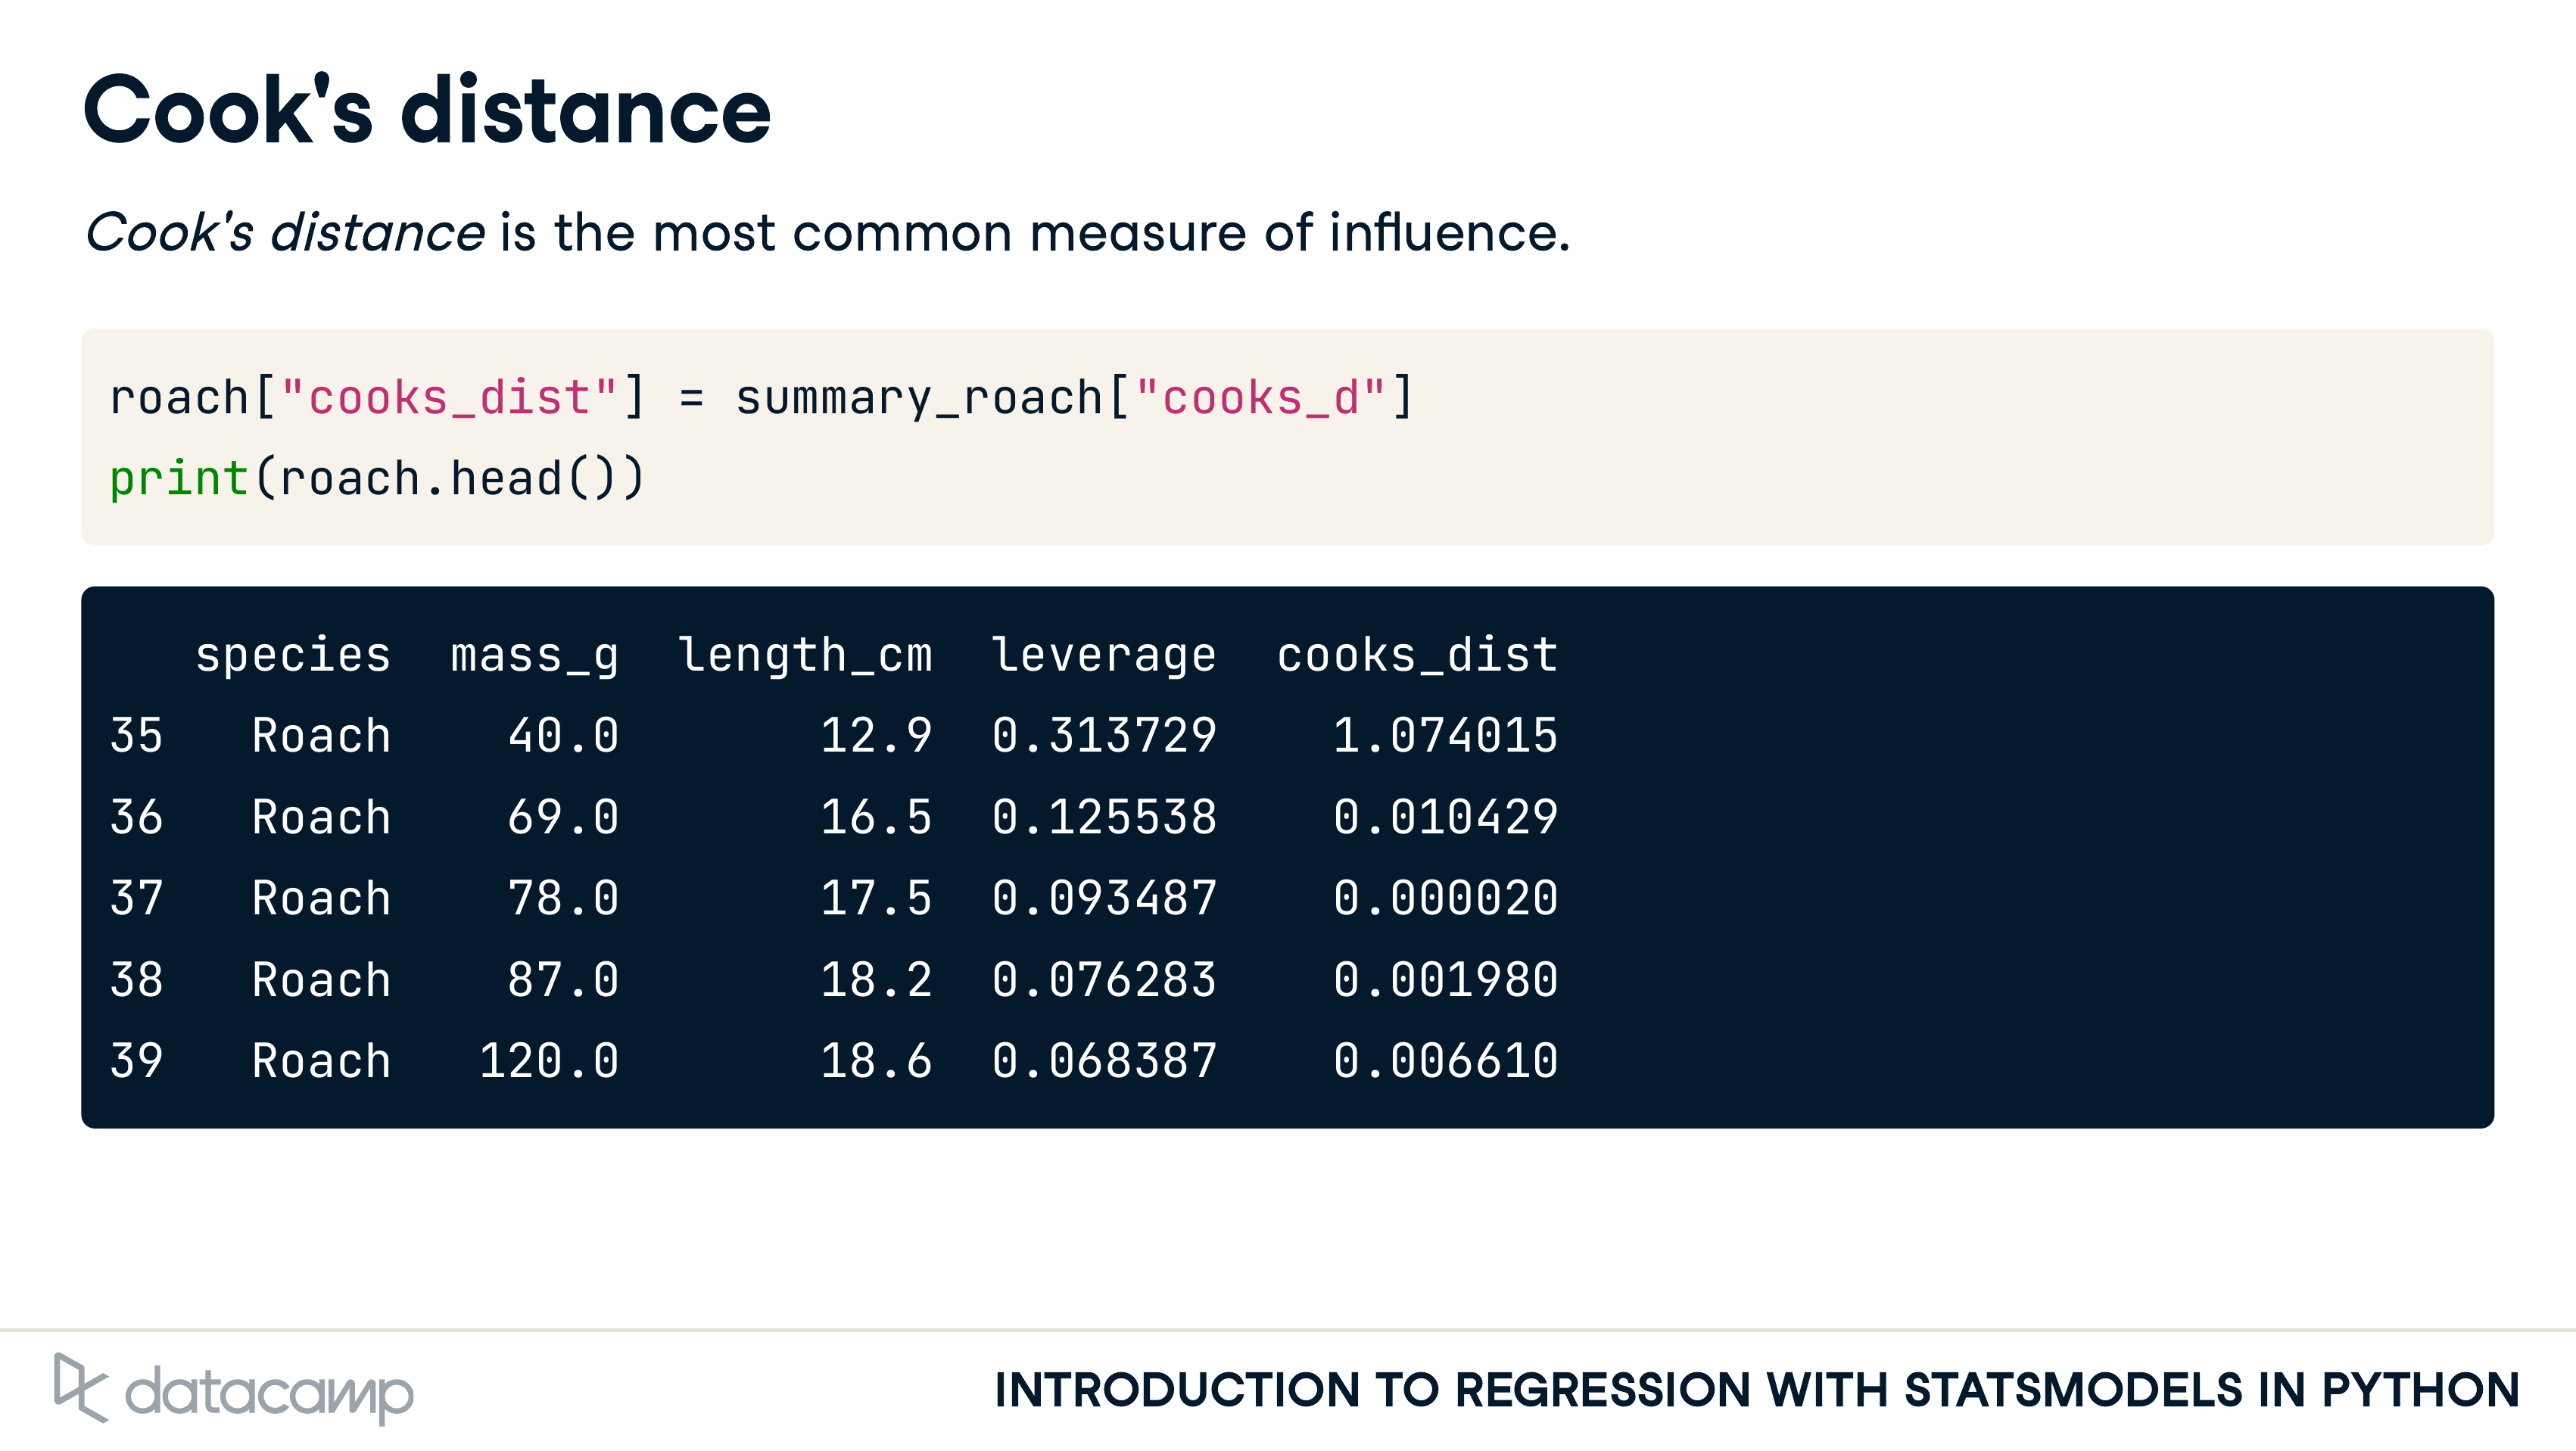 Cook's distance
Cook's distance is the most common measure of influence.
roach["cooks_dist"] = summary_roach["cooks_d"]
print(roach.head())
species mass_g length_cm leverage cooks_dist
35 Roach 40.0 12.9 0.313729 1.074015
36 Roach 69.0 16.5 0.125538 0.010429
37 Roach 78.0 17.5 0.093487 0.000020
38 Roach 87.0 18.2 0.076283 0.001980
39 Roach 120.0 18.6 0.068387 0.006610
datacamp
INTRODUCTION TO REGRESSION WITH STATSMODELS IN PYTHON